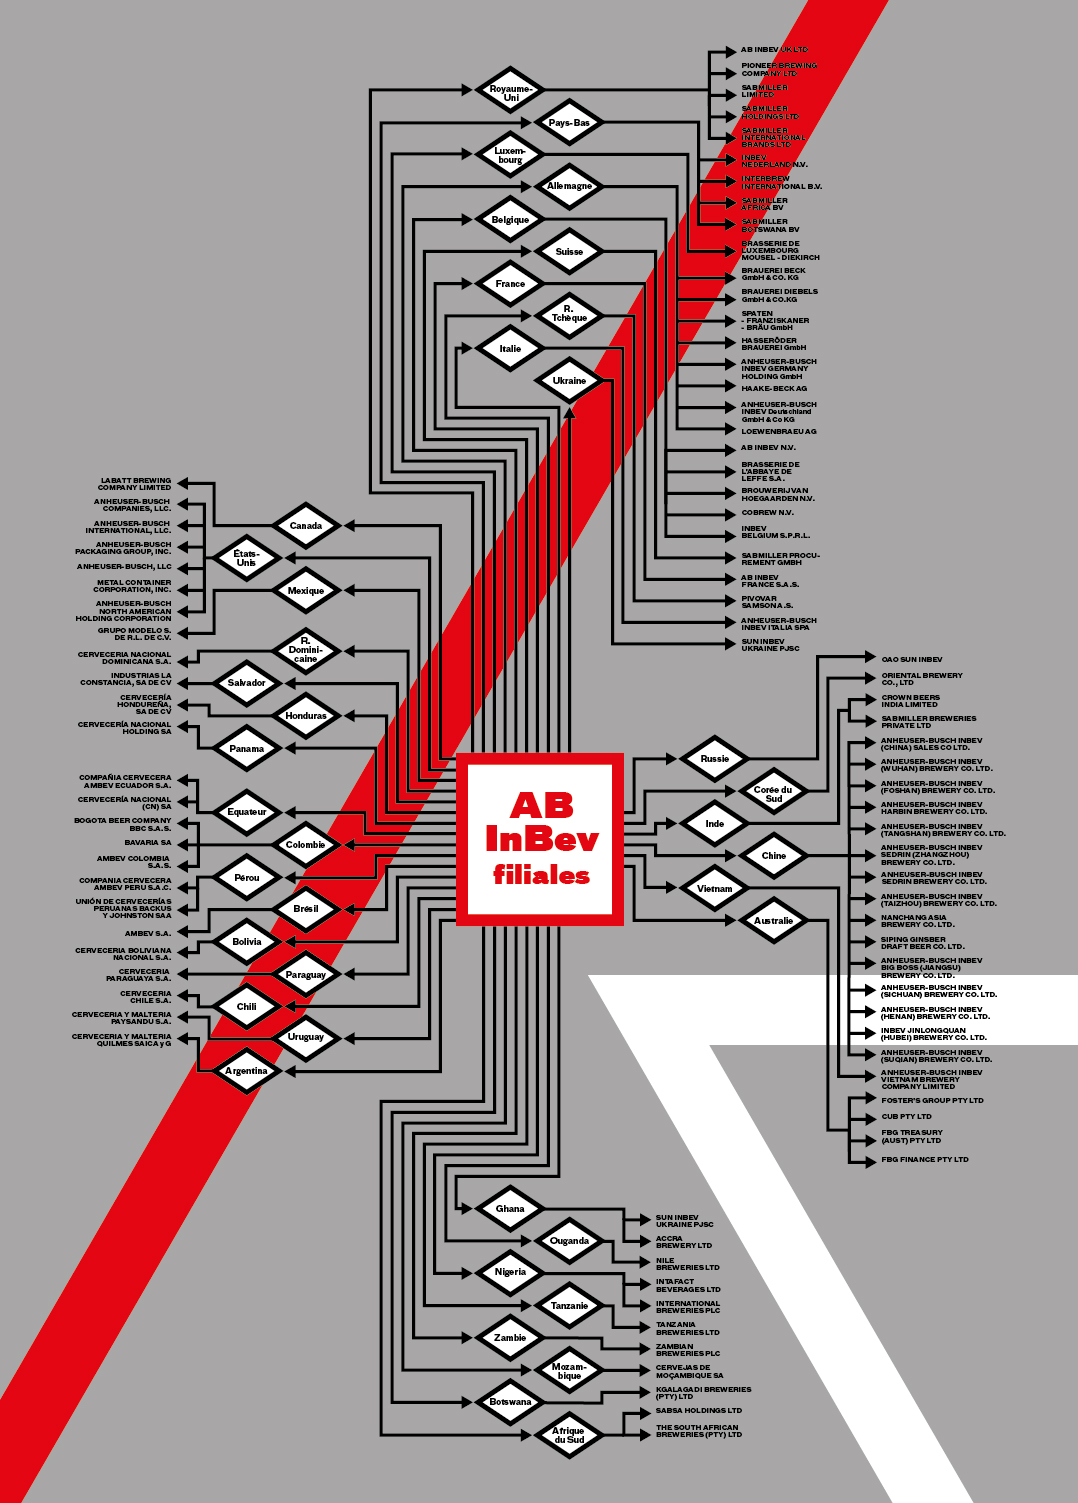 Royaume-
Uni
Pays-Bas
Luxem-
bourg
Allemagne
Belgique
Suisse
France
R.
Tchèque
Italie
Ukraine
AB INBEV UK LTD
PIONEER BREWING
COMPANY LTD
SABMILLER
LIMITED
SABMILLER
HOLDINGS LTD
SABMILLER
INTERNATIONAL
BRANDS LTD
INBEV
NEDERLAND N.V.
INTERBREW
INTERNATIONAL B.V.
SABMILLER
AFRICA BV
SABMILLER
BOTSWANA BV
BRASSERIE DE
LUXEMBOURG
MOUSEL - DIEKIRCH
BRAUEREI BECK
GmbH & CO. KG
BRAUEREI DIEBELS
GmbH & CO.KG
SPATEN
- FRANZISKANER
- BRÄU GmbH
HASSERÖDER
BRAUEREI GmbH
ANHEUSER-BUSCH
INBEV GERMANY
HOLDING GmbH
HAAKE-BECK AG
ANHEUSER-BUSCH
INBEV Deutschland
GmbH & Co KG
LOEWENBRAEU AG
AB INBEV N.V.
BRASSERIE DE
L'ABBAYE DE
LEFFE S.A.
BROUWERIJ VAN
HOEGAARDEN N.V.
COBREW N.V.
INBEV
BELGIUM S.P.R.L.
SABMILLER PROCU-
REMENT GMBH
AB INBEV
FRANCE S.A.S.
PIVOVAR
SAMSON A.S.
ANHEUSER-BUSCH
INBEV ITALIA SPA
SUN INBEV
UKRAINE PJSC
LABATT BREWING
COMPANY LIMITED
ANHEUSER-BUSCH
COMPANIES, LLC.
ANHEUSER-BUSCH
INTERNATIONAL, LLC.
ANHEUSER-BUSCH
PACKAGING GROUP, INC.
ANHEUSER-BUSCH, LLC
METAL CONTAINER
CORPORATION, INC.
ANHEUSER-BUSCH
NORTH AMERICAN
HOLDING CORPORATION
GRUPO MODELO S.
DE R.L. DE C.V.
CERVECERIA NACIONAL
DOMINICANA S.A.
INDUSTRIAS LA
CONSTANCIA, SA DE CV
CERVECERÍA
HONDUREÑA,
SA DE CV
CERVECERÍA NACIONAL
HOLDING SA
Canada
États-
Unis
Mexique
R.
Domini-
caine
Salvador
Honduras
Panama
COMPAÑIA CERVECERA
AMBEV ECUADOR S.A.
CERVECERÍA NACIONAL
(CN) SA
BOGOTA BEER COMPANY
BBC S.A.S.
BAVARIA SA
AMBEV COLOMBIA
S.A.S.
COMPANIA CERVECERA
AMBEV PERU S.A.C.
UNIÓN DE CERVECERÍAS
PERUANAS BACKUS
Y JOHNSTON SAA
AMBEV S.A.
CERVECERIA BOLIVIANA
NACIONAL S.A.
CERVECERIA
PARAGUAYA S.A.
CERVECERIA
CHILE S.A.
CERVECERIA Y MALTERIA
PAYSANDU S.A.
CERVECERIA Y MALTERIA
QUILMES SAICA y G
Equateur
Colombie
Pérou
Brésil
Bolivia
Paraguay
Chili
Uruguay
Argentina
AB
InBev
filiales
Russie
Corée du
Sud
Inde
Chine
Vietnam
Australie
OAO SUN INBEV
ORIENTAL BREWERY
CO., LTD
CROWN BEERS
INDIA LIMITED
SABMILLER BREWERIES
PRIVATE LTD
ANHEUSER-BUSCH INBEV
(CHINA) SALES CO LTD.
ANHEUSER-BUSCH INBEV
(WUHAN) BREWERY CO. LTD.
ANHEUSER-BUSCH INBEV
(FOSHAN) BREWERY CO. LTD.
ANHEUSER-BUSCH INBEV
HARBIN BREWERY CO. LTD.
ANHEUSER-BUSCH INBEV
(TANGSHAN) BREWERY CO. LTD.
ANHEUSER-BUSCH INBEV
SEDRIN (ZHANGZHOU)
BREWERY CO. LTD.
ANHEUSER-BUSCH INBEV
SEDRIN BREWERY CO. LTD.
ANHEUSER-BUSCH INBEV
(TAIZHOU) BREWERY CO. LTD.
NANCHANG ASIA
BREWERY CO. LTD.
SIPING GINSBER
DRAFT BEER CO. LTD.
ANHEUSER-BUSCH INBEV
BIG BOSS (JIANGSU)
BREWERY CO. LTD.
ANHEUSER-BUSCH INBEV
(SICHUAN) BREWERY CO. LTD.
ANHEUSER-BUSCH INBEV
(HENAN) BREWERY CO. LTD.
INBEV JINLONGQUAN
(HUBEI) BREWERY CO. LTD.
ANHEUSER-BUSCH INBEV
(SUQIAN) BREWERY CO. LTD.
ANHEUSER-BUSCH INBEV
VIETNAM BREWERY
COMPANY LIMITED
FOSTER'S GROUP PTY LTD
CUB PTY LTD
FBG TREASURY
(AUST) PTY LTD
FBG FINANCE PTY LTD
Ghana
Ouganda
Nigeria
Tanzanie
Zambie
Mozam-
bique
Botswana
Afrique
du Sud
SUN INBEV
UKRAINE PJSC
ACCRA
BREWERY LTD
NILE
BREWERIES LTD
INTAFACT
BEVERAGES LTD
INTERNATIONAL
BREWERIES PLC
TANZANIA
BREWERIES LTD
ZAMBIAN
BREWERIES PLC
CERVEJAS DE
MOÇAMBIQUE SA
KGALAGADI BREWERIES
(PTY) LTD
SABSA HOLDINGS LTD
THE SOUTH AFRICAN
BREWERIES (PTY) LTD